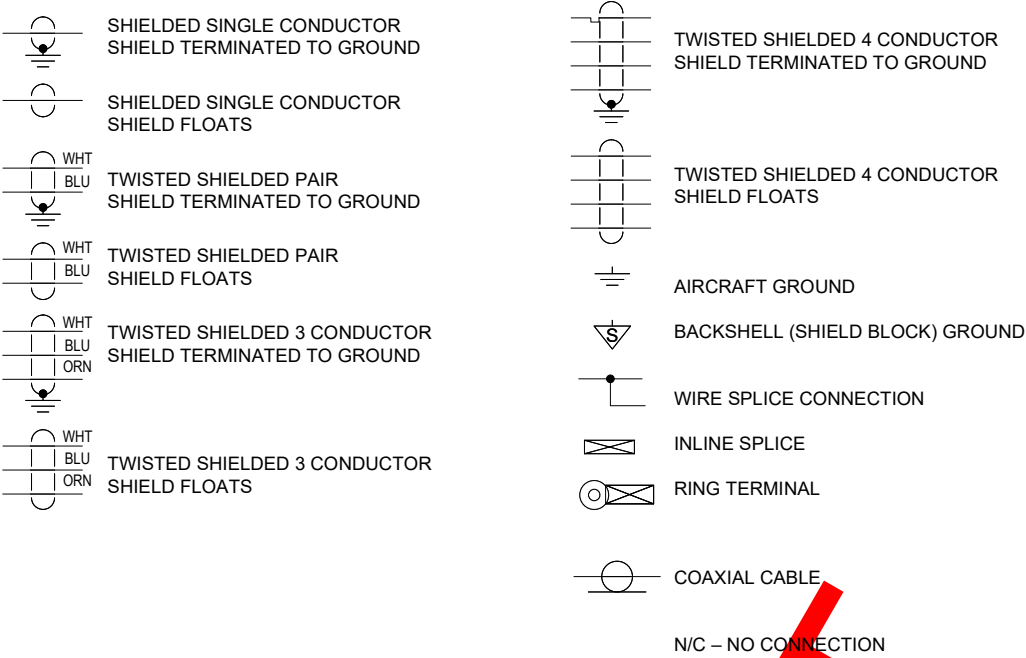 SHIELDED SINGLE CONDUCTOR
SHIELD TERMINATED TO GROUND
SHIELDED SINGLE CONDUCTOR
SHIELD FLOATS
WHT
BLU
TWISTED SHIELDED PAIR
SHIELD TERMINATED TO GROUND
WHT
BLU
TWISTED SHIELDED PAIR
SHIELD FLOATS
WHT
BLU
ORN
TWISTED SHIELDED 3 CONDUCTOR
SHIELD TERMINATED TO GROUND
WHT
BLU
ORN
TWISTED SHIELDED 3 CONDUCTOR
SHIELD FLOATS
TWISTED SHIELDED 4 CONDUCTOR
SHIELD TERMINATED TO GROUND
TWISTED SHIELDED 4 CONDUCTOR
SHIELD FLOATS
AIRCRAFT GROUND
S
BACKSHELL (SHIELD BLOCK) GROUND
WIRE SPLICE CONNECTION
INLINE SPLICE
RING TERMINAL
COAXIAL CABLE
N/C – NO CONNECTION